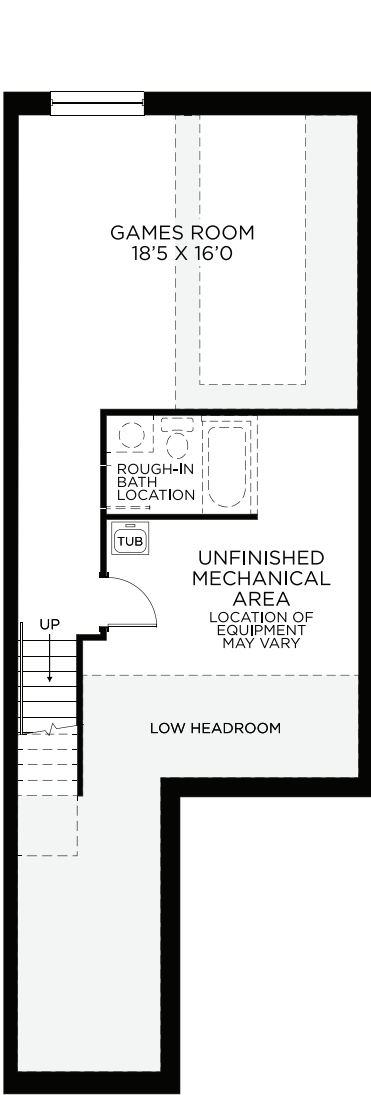 GAMES ROOM
18'5 X 16'0
ROUGH-IN
BATH
LOCATION
TUB
UNFINISHED
MECHANICAL
AREA
LOCATION OF
EQUIPMENT
MAY VARY
UP
LOW HEADROOM